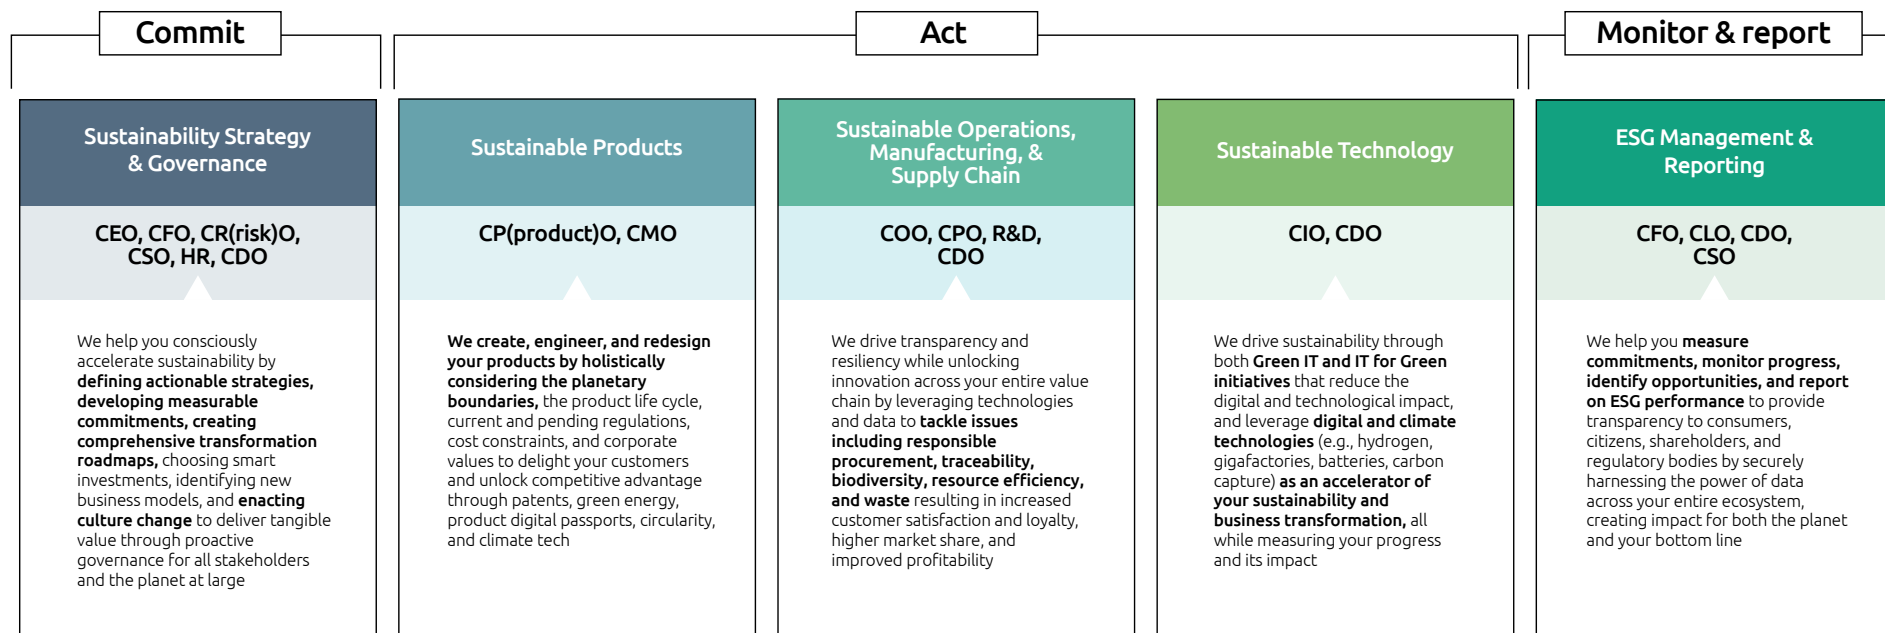 Commit
Act
Monitor & report
Sustainability Strategy
& Governance
CEO, CFO, CR(risk)O,
CSO, HR, CDO
We help you consciously
accelerate sustainability by
defining actionable strategies,
developing measurable
commitments, creating
comprehensive transformation
roadmaps, choosing smart
investments, identifying new
business models, and enacting
culture change to deliver tangible
value through proactive
governance for all stakeholders
and the planet at large
Sustainable Products
CP(product)O, CMO
We create, engineer, and redesign
your products by holistically
considering the planetary
boundaries, the product life cycle,
current and pending regulations,
cost constraints, and corporate
values to delight your customers
and unlock competitive advantage
through patents, green energy,
product digital passports, circularity,
and climate tech
Sustainable Operations,
Manufacturing, &
Supply Chain
COO, CPO, R&D,
CDO
We drive transparency and
resiliency while unlocking
innovation across your entire value
chain by leveraging technologies
and data to tackle issues
including responsible
procurement, traceability,
biodiversity, resource efficiency,
and waste resulting in increased
customer satisfaction and loyalty,
higher market share, and
improved profitability
Sustainable Technology
CIO, CDO
We drive sustainability through
both Green IT and IT for Green
initiatives that reduce the
digital and technological impact,
and leverage digital and climate
technologies (e.g., hydrogen,
gigafactories, batteries, carbon
capture) as an accelerator of
your sustainability and
business transformation, all
while measuring your progress
and its impact
ESG Management &
Reporting
CFO, CLO, CDO,
CSO
We help you measure
commitments, monitor progress,
identify opportunities, and report
on ESG performance to provide
transparency to consumers,
citizens, shareholders, and
regulatory bodies by securely
harnessing the power of data
across your entire ecosystem,
creating impact for both the planet
and your bottom line